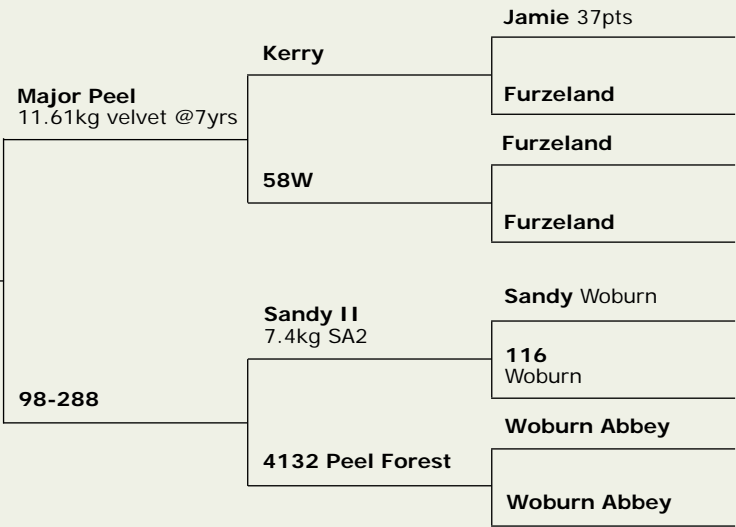 Jamie 37pts
Kerry
Major Peel
11.61kg velvet @7yrs
Furzeland
Furzeland
58W
Furzeland
Sandy Woburn
Sandy II
7.4kg SA2
116
Woburn
98-288
Woburn Abbey
4132 Peel Forest
Woburn Abbey